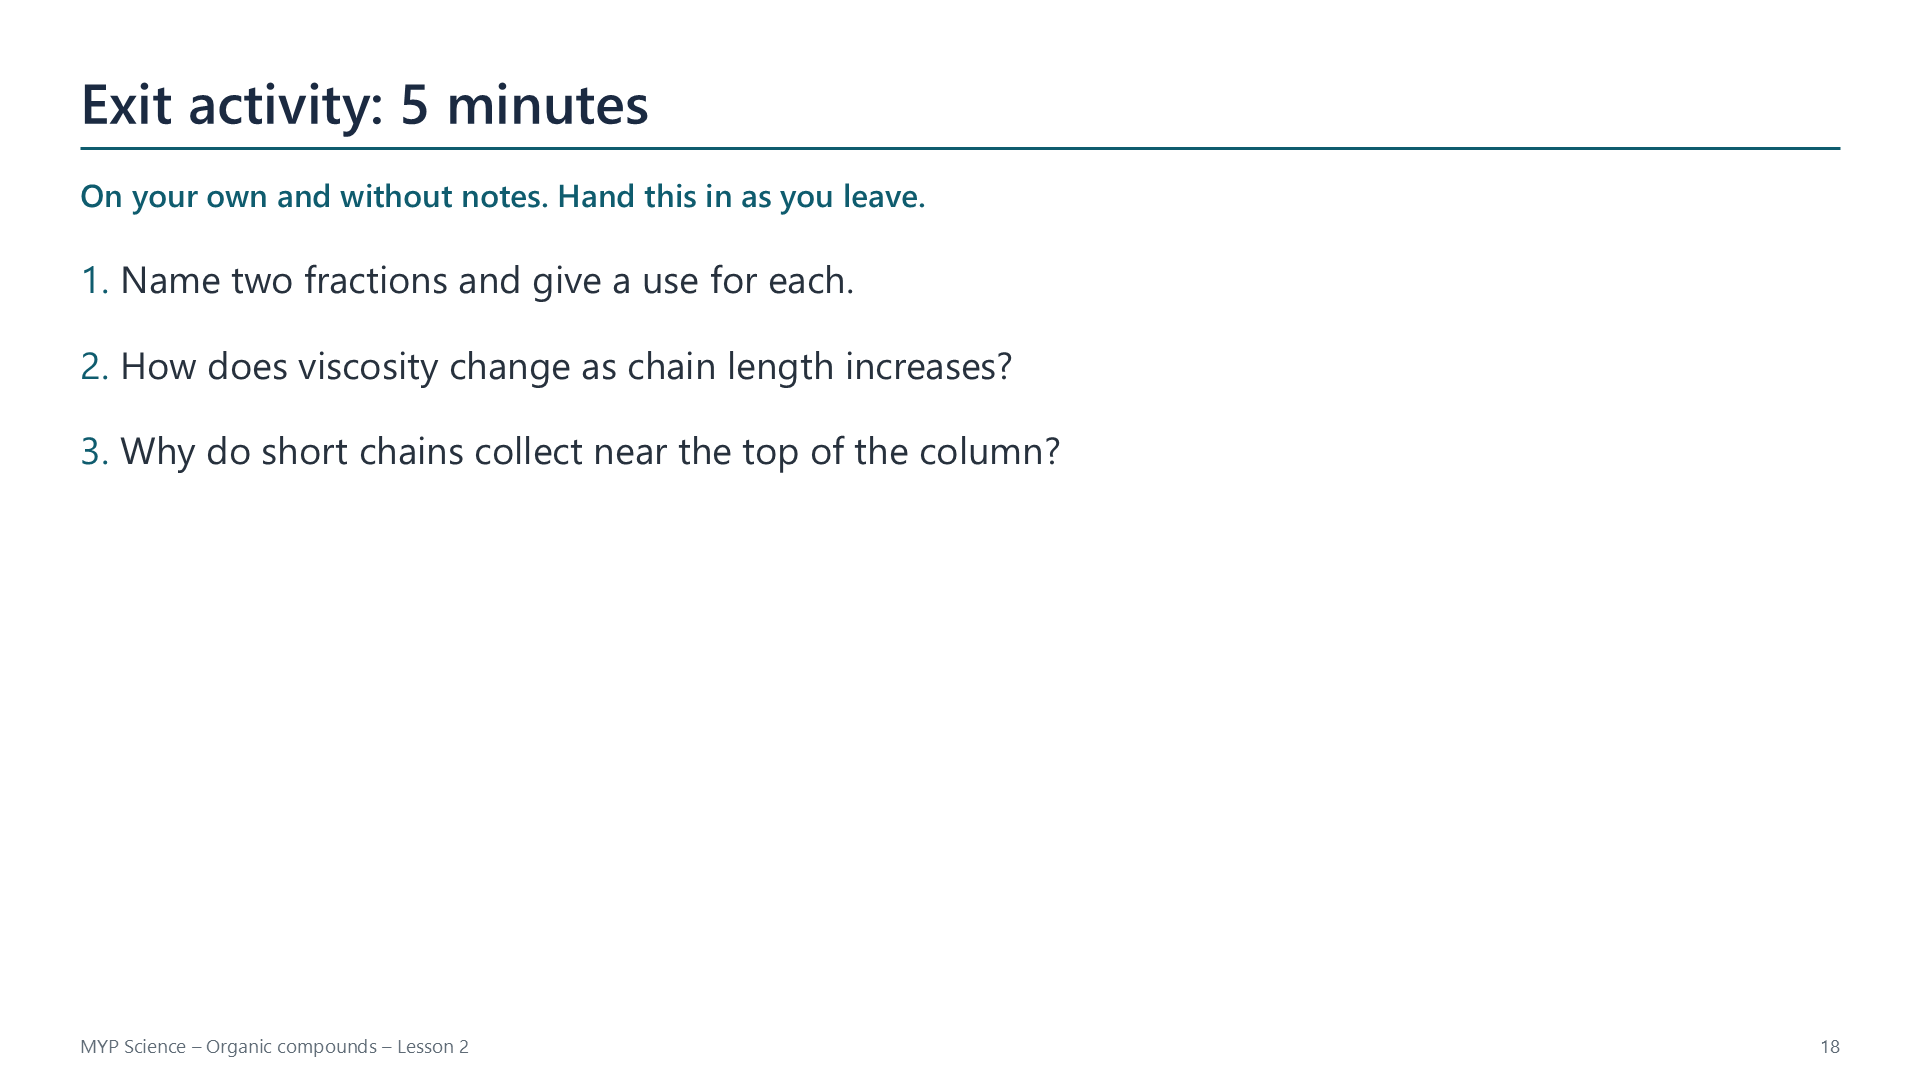 Exit activity: 5 minutes
On your own and without notes. Hand this in as you leave.
1. Name two fractions and give a use for each.
2. How does viscosity change as chain length increases?
3. Why do short chains collect near the top of the column?
MYP Science – Organic compounds – Lesson 2
18